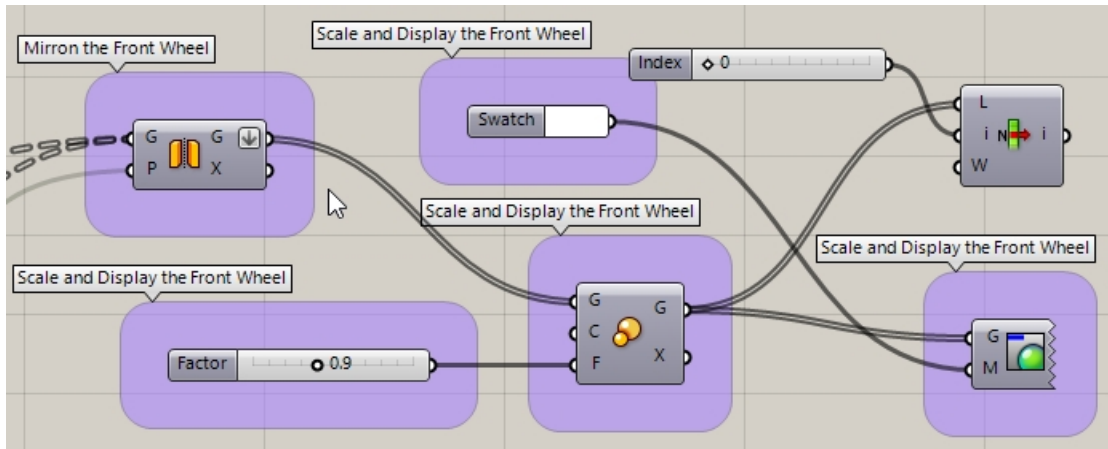 Mirron the Front Wheel
Scale and Display the Front Wheel
Index 0
Swatch
G G
P X
L
i N i
W
Scale and Display the Front Wheel
Scale and Display the Front Wheel
Scale and Display the Front Wheel
Factor 0.9
G G
C
F X
G
M